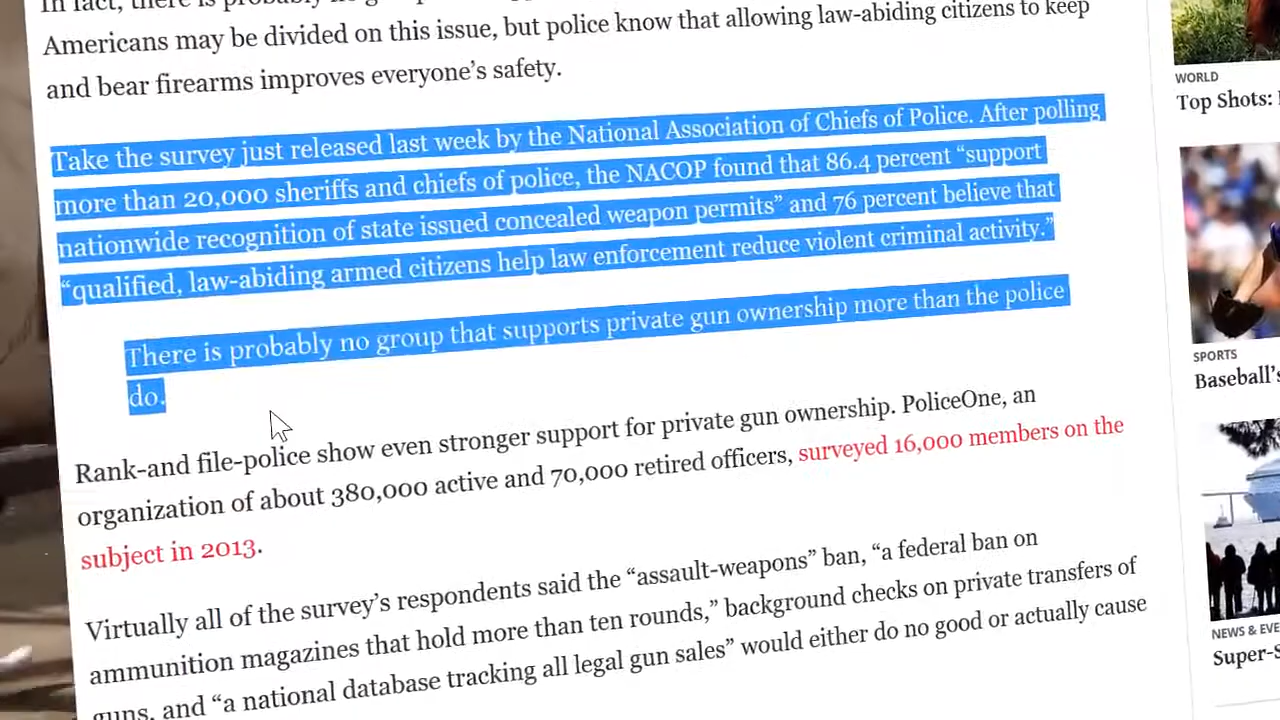 In fact, there is probably no
Americans may be divided on this issue, but police know that allowing law-abiding citizens to keep
and bear firearms improves everyone’s safety.
Take the survey just released last week by the National Association of Chiefs of Police. After polling
more than 20,000 sheriffs and chiefs of police, the NACOP found that 86.4 percent “support
nationwide recognition of state issued concealed weapon permits” and 76 percent believe that
“qualified, law-abiding armed citizens help law enforcement reduce violent criminal activity.”
There is probably no group that supports private gun ownership more than the police
do.
Rank-and file-police show even stronger support for private gun ownership. PoliceOne, an
organization of about 380,000 active and 70,000 retired officers, surveyed 16,000 members on the
subject in 2013.
Virtually all of the survey’s respondents said the “assault-weapons” ban, “a federal ban on
ammunition magazines that hold more than ten rounds,” background checks on private transfers of
guns, and “a national database tracking all legal gun sales” would either do no good or actually cause
WORLD
Top Shots:
SPORTS
Baseball’s
NEWS & EVE
Super-S